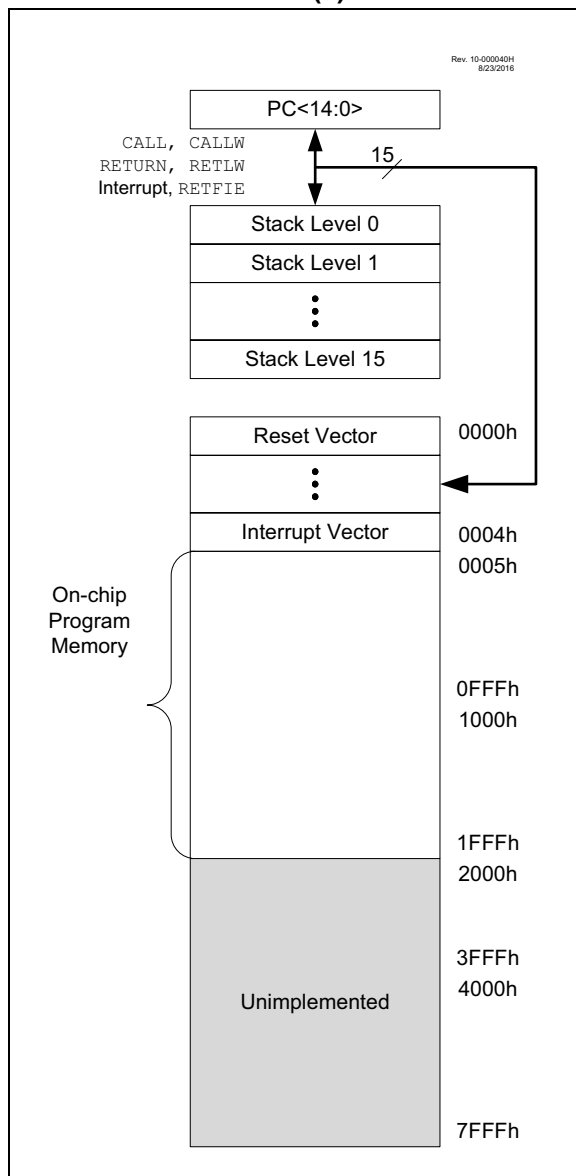 Rev. 10-000040H
8/23/2016
PC<14:0>
CALL, CALLW
RETURN, RETLW
Interrupt, RETFIE
15
Stack Level 0
Stack Level 1
Stack Level 15
Reset Vector
0000h
Interrupt Vector
0004h
0005h
On-chip
Program
Memory
0FFFh
1000h
1FFFh
2000h
3FFFh
Unimplemented
4000h
7FFFh